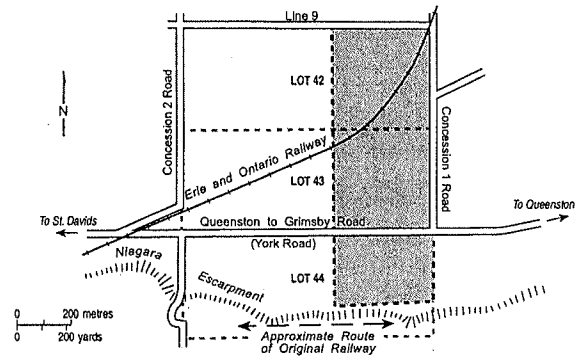 Line 9
LOT 42
Concession 2 Road
N
Concession 1 Road
Erie and Ontario Railway
LOT 43
To St. Davids
Queenston to Grimsby Road
(York Road)
To Queenston
Niagara
Escarpment
LOT 44
0 200 metres
0 200 yards
Approximate Route
of Original Railway